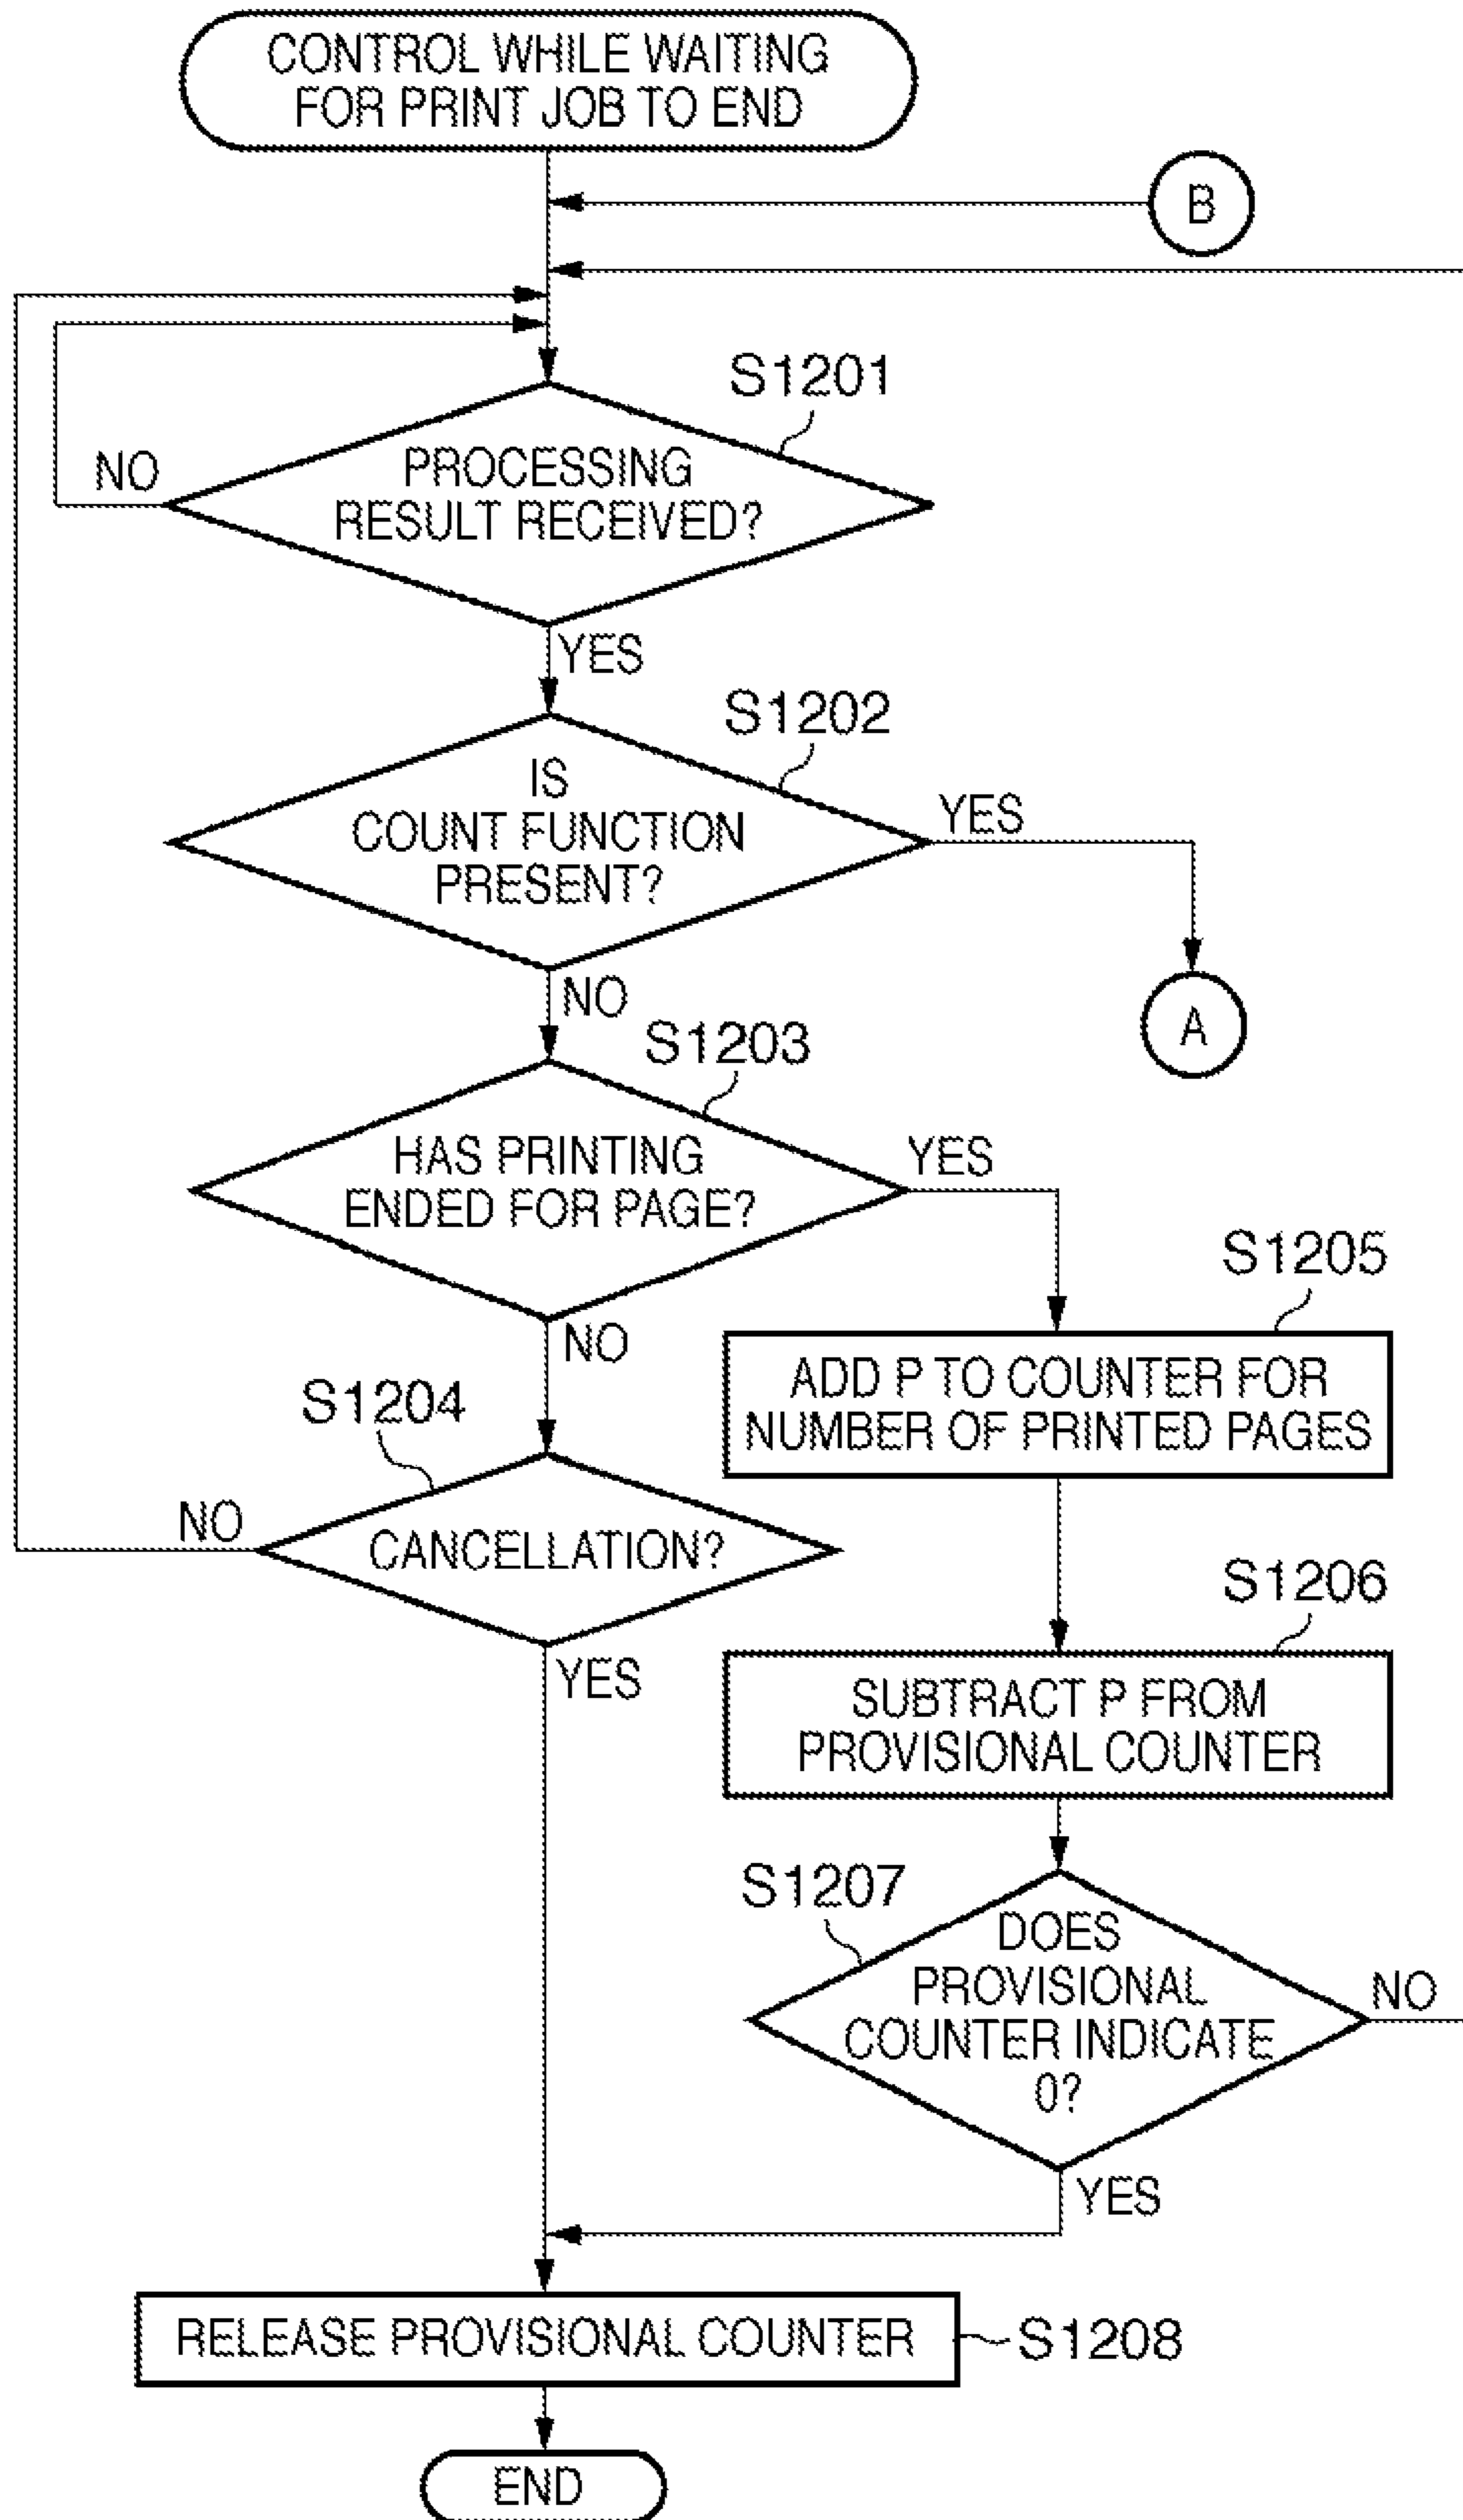 CONTROL WHILE WAITING
FOR PRINT JOB TO END
B
S1201
NO
PROCESSING
RESULT RECEIVED?
YES
S1202
IS
COUNT FUNCTION
PRESENT?
YES
NO
A
S1203
HAS PRINTING
ENDED FOR PAGE?
YES
S1205
NO
ADD P TO COUNTER FOR
NUMBER OF PRINTED PAGES
S1204
NO
CANCELLATION?
S1206
YES
SUBTRACT P FROM
PROVISIONAL COUNTER
S1207
DOES
PROVISIONAL
COUNTER INDICATE
0?
NO
YES
RELEASE PROVISIONAL COUNTER
S1208
END